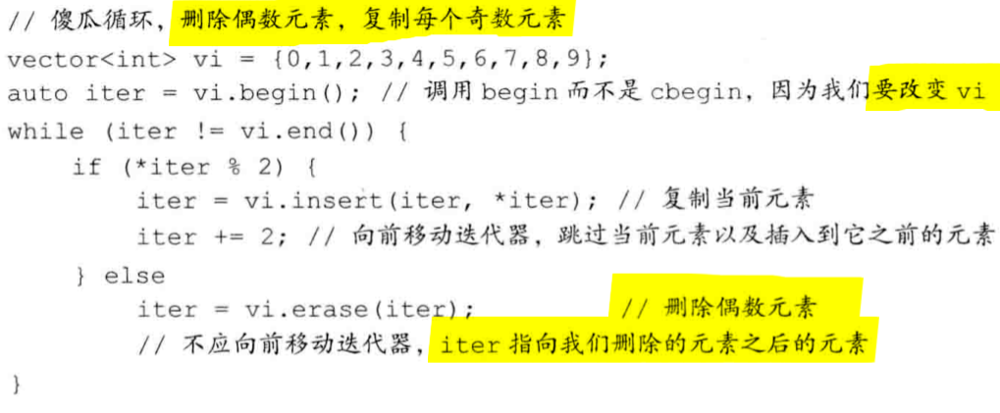 // 傻瓜循环，删除偶数元素，复制每个奇数元素
vector<int> vi = {0,1,2,3,4,5,6,7,8,9};
auto iter = vi.begin(); // 调用 begin 而不是 cbegin，因为我们要改变 vi
while (iter != vi.end()) {
    if (*iter % 2) {
        iter = vi.insert(iter, *iter); // 复制当前元素
        iter += 2; // 向前移动迭代器，跳过当前元素以及插入到它之前的元素
    } else
        iter = vi.erase(iter);          // 删除偶数元素
        // 不应向前移动迭代器，iter 指向我们删除的元素之后的元素
}